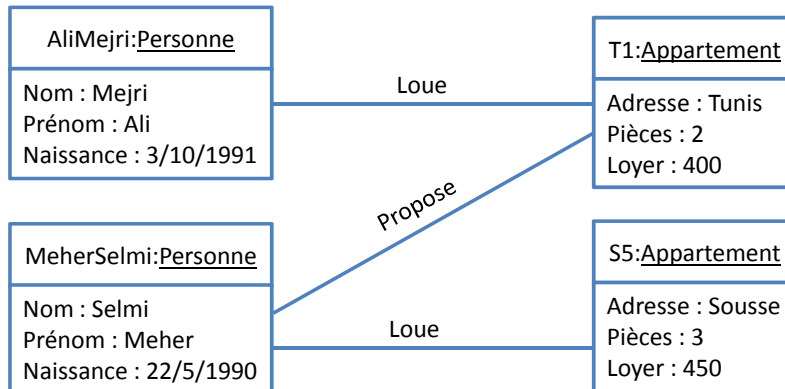 AliMejri:Personne
Nom : Mejri
Prénom : Ali
Naissance : 3/10/1991
Loue
T1:Appartement
Adresse : Tunis
Pièces : 2
Loyer : 400
Propose
MeherSelmi:Personne
Nom : Selmi
Prénom : Meher
Naissance : 22/5/1990
Loue
S5:Appartement
Adresse : Sousse
Pièces : 3
Loyer : 450